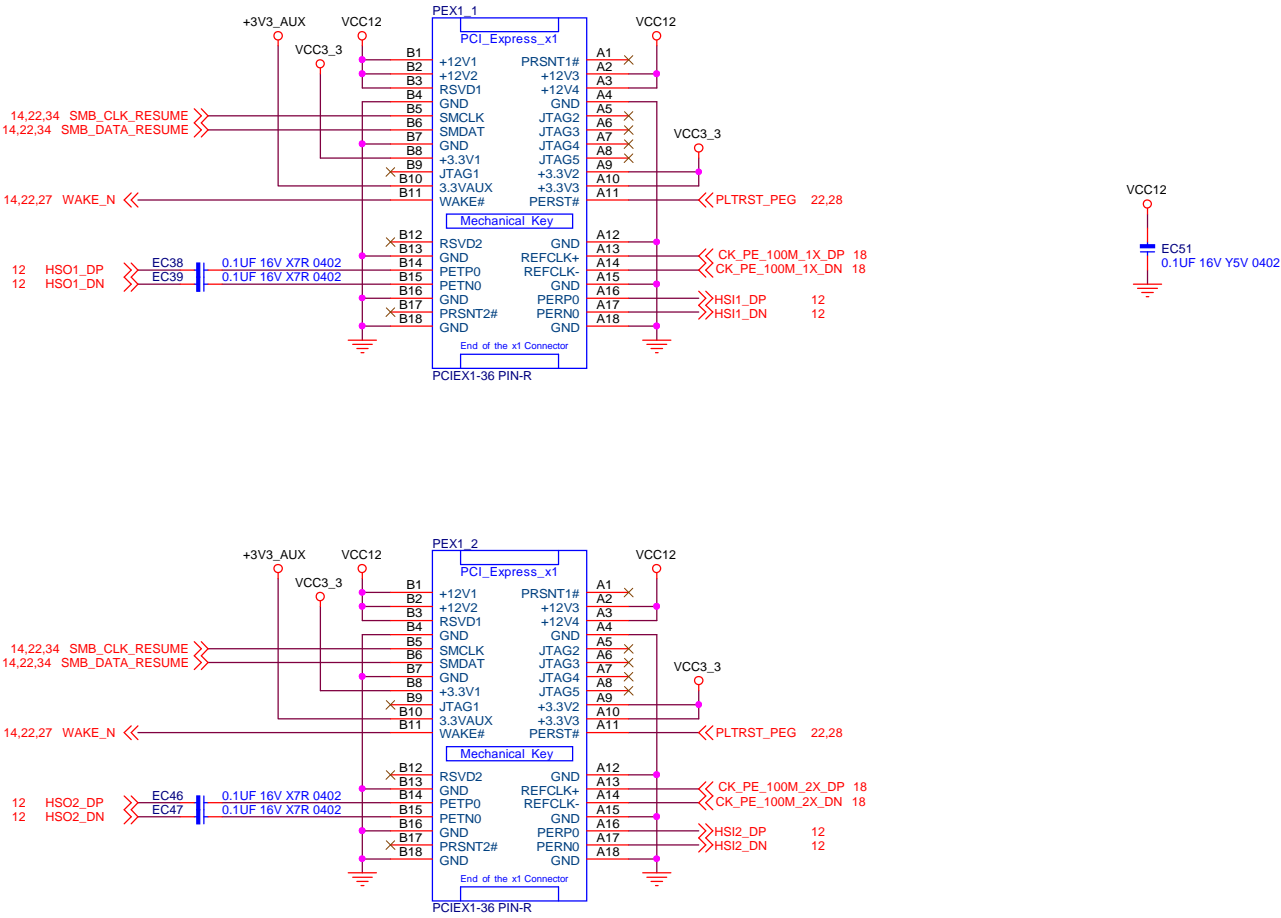 PEX1_1
+3V3_AUX VCC12 VCC12
PCI_Express_x1
VCC3_3
B1 +12V1 PRSNT1# A1
B2 +12V2 +12V3 A2
B3 RSVD1 +12V4 A3
B4 GND GND A4
14,22,34 SMB_CLK_RESUME B5 SMCLK JTAG2 A5
14,22,34 SMB_DATA_RESUME B6 SMDAT JTAG3 A6
B7 GND JTAG4 A7 VCC3_3
B8 +3.3V1 JTAG5 A8
B9 JTAG1 +3.3V2 A9
B10 3.3VAUX +3.3V3 A10
14,22,27 WAKE_N B11 WAKE# PERST# A11 PLTRST_PEG 22,28
Mechanical Key
B12 RSVD2 GND A12
B13 GND REFCLK+ A13 CK_PE_100M_1X_DP 18
12 HSO1_DP EC38 0.1UF 16V X7R 0402 B14 PETP0 REFCLK- A14 CK_PE_100M_1X_DN 18
12 HSO1_DN EC39 0.1UF 16V X7R 0402 B15 PETN0 GND A15
B16 GND PERP0 A16 HSI1_DP 12
B17 PRSNT2# PERN0 A17 HSI1_DN 12
B18 GND GND A18
End of the x1 Connector
PCIEX1-36 PIN-R
VCC12
EC51
0.1UF 16V Y5V 0402
PEX1_2
+3V3_AUX VCC12 VCC12
PCI_Express_x1
VCC3_3
B1 +12V1 PRSNT1# A1
B2 +12V2 +12V3 A2
B3 RSVD1 +12V4 A3
B4 GND GND A4
14,22,34 SMB_CLK_RESUME B5 SMCLK JTAG2 A5
14,22,34 SMB_DATA_RESUME B6 SMDAT JTAG3 A6
B7 GND JTAG4 A7 VCC3_3
B8 +3.3V1 JTAG5 A8
B9 JTAG1 +3.3V2 A9
B10 3.3VAUX +3.3V3 A10
14,22,27 WAKE_N B11 WAKE# PERST# A11 PLTRST_PEG 22,28
Mechanical Key
B12 RSVD2 GND A12
B13 GND REFCLK+ A13 CK_PE_100M_2X_DP 18
12 HSO2_DP EC46 0.1UF 16V X7R 0402 B14 PETP0 REFCLK- A14 CK_PE_100M_2X_DN 18
12 HSO2_DN EC47 0.1UF 16V X7R 0402 B15 PETN0 GND A15
B16 GND PERP0 A16 HSI2_DP 12
B17 PRSNT2# PERN0 A17 HSI2_DN 12
B18 GND GND A18
End of the x1 Connector
PCIEX1-36 PIN-R